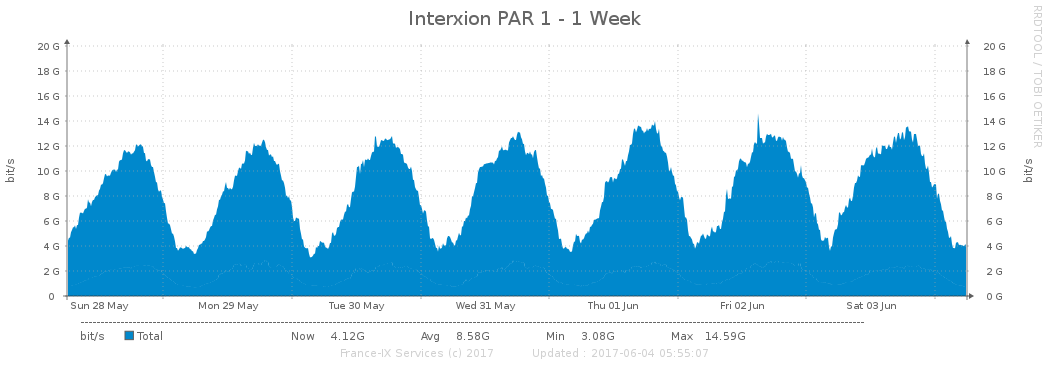 Interxion PAR 1 - 1 Week
RRDTOOL / TOBI OETIKER
bit/s
bit/s
20 G 20 G
18 G 18 G
16 G 16 G
14 G 14 G
12 G 12 G
10 G 10 G
8 G 8 G
6 G 6 G
4 G 4 G
2 G 2 G
0 0 G
Sun 28 May Mon 29 May Tue 30 May Wed 31 May Thu 01 Jun Fri 02 Jun Sat 03 Jun
bit/s Total Now 4.12G Avg 8.58G Min 3.08G Max 14.59G
France-IX Services (c) 2017 Updated : 2017-06-04 05:55:07